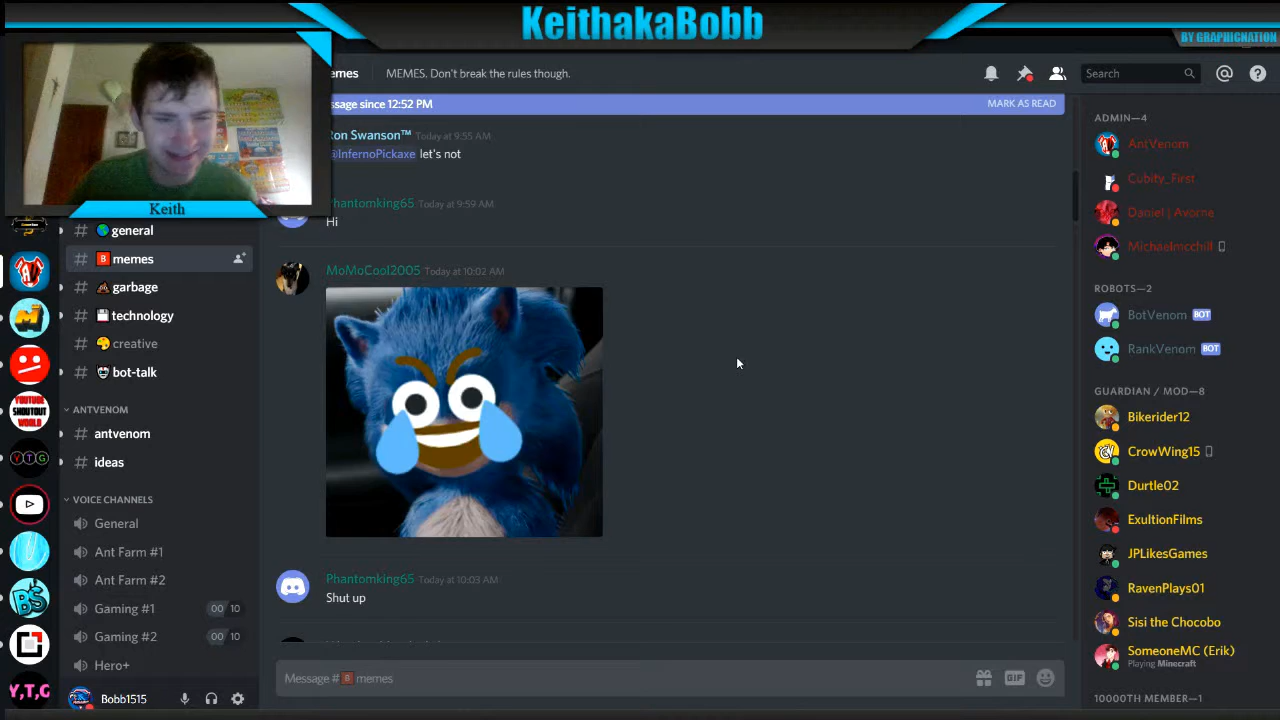 KeithakaBobb
BY GRAPHICNATION
Keith
emes
MEMES. Don't break the rules though.
Search
ssage since 12:52 PM
MARK AS READ
Ron Swanson™ Today at 9:55 AM
@InfernoPickaxe let's not
Phantomking65 Today at 9:59 AM
Hi
MoMoCool2005 Today at 10:02 AM
Phantomking65 Today at 10:03 AM
Shut up
Message # B memes
# general
# B memes
# garbage
# technology
# creative
# bot-talk
ANTVENOM
# antvenom
# ideas
VOICE CHANNELS
General
Ant Farm #1
Ant Farm #2
Gaming #1 00 10
Gaming #2 00 10
Hero+
Bobb1515
YOUTUBE
SHOUTOUT
WORLD
YTG
BS
Y,T,G
GIF
ADMIN—4
AntVenom
Cubity_First
Daniel | Avorne
Michaelmcchill
ROBOTS—2
BotVenom BOT
RankVenom BOT
GUARDIAN / MOD—8
Bikerider12
CrowWing15
Durtle02
ExultionFilms
JPLikesGames
RavenPlays01
Sisi the Chocobo
SomeoneMC (Erik)
Playing Minecraft
10000TH MEMBER—1